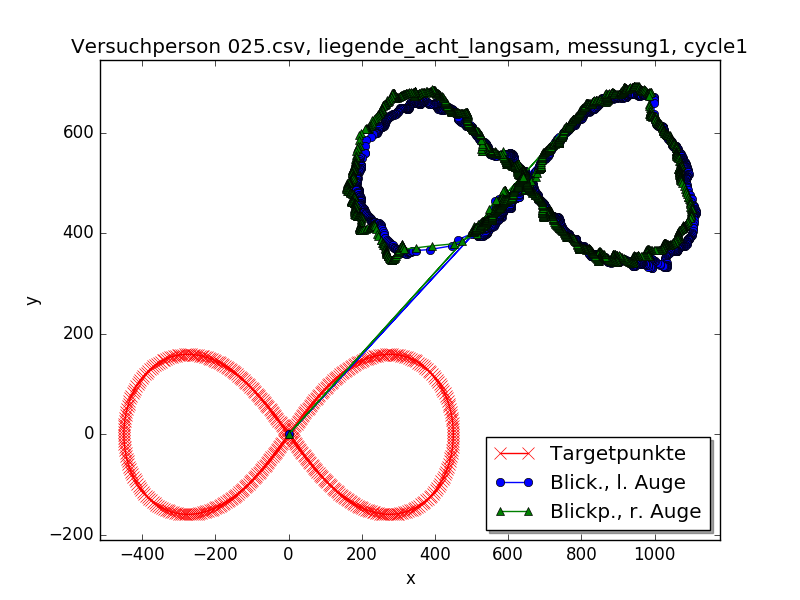 Versuchperson 025.csv, liegende_acht_langsam, messung1, cycle1
600
400
200
0
−200
y
−400
−200
0
200
400
600
800
1000
x
Targetpunkte
Blick., l. Auge
Blickp., r. Auge